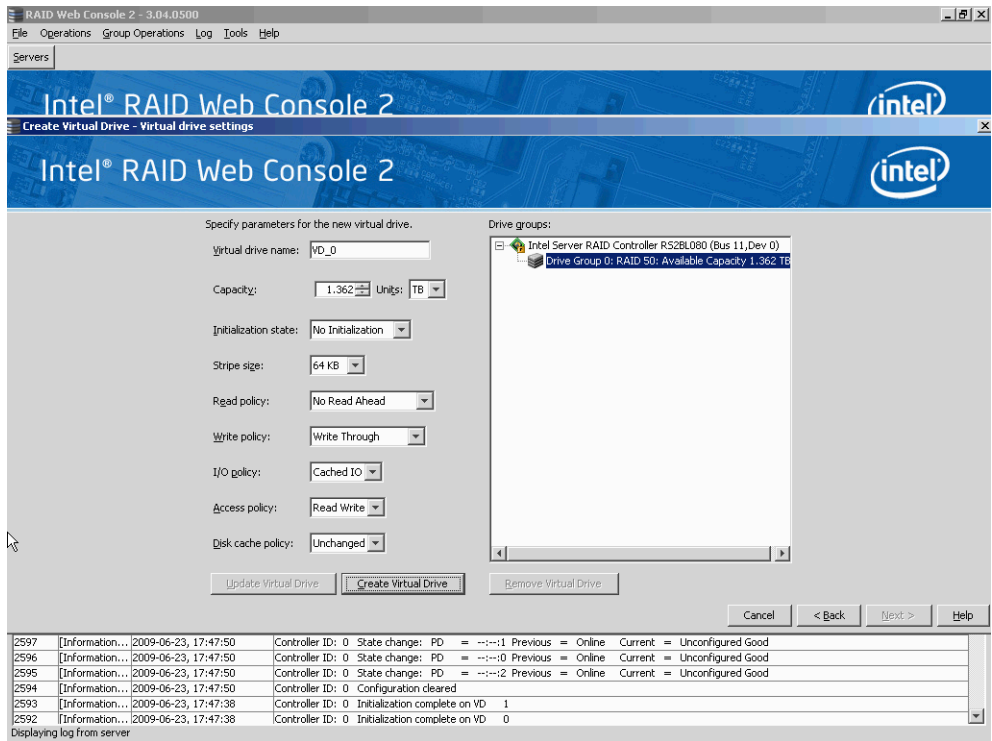 RAID Web Console 2 - 3.04.0500
File Operations Group Operations Log Tools Help
Servers
Intel® RAID Web Console 2
intel
Create Virtual Drive - Virtual drive settings
Intel® RAID Web Console 2
intel
Specify parameters for the new virtual drive.
Virtual drive name: VD_0
Capacity: 1.362 Units: TB
Initialization state: No Initialization
Stripe size: 64 KB
Read policy: No Read Ahead
Write policy: Write Through
I/O policy: Cached IO
Access policy: Read Write
Disk cache policy: Unchanged
Update Virtual Drive
Create Virtual Drive
Drive groups:
Intel Server RAID Controller RS2BL080 (Bus 11,Dev 0)
Drive Group 0: RAID 50: Available Capacity 1.362 TB
Remove Virtual Drive
Cancel < Back Next > Help
2597 [Information... 2009-06-23, 17:47:50 Controller ID: 0 State change: PD = --:--:1 Previous = Online Current = Unconfigured Good
2596 [Information... 2009-06-23, 17:47:50 Controller ID: 0 State change: PD = --:--:0 Previous = Online Current = Unconfigured Good
2595 [Information... 2009-06-23, 17:47:50 Controller ID: 0 State change: PD = --:--:2 Previous = Online Current = Unconfigured Good
2594 [Information... 2009-06-23, 17:47:50 Controller ID: 0 Configuration cleared
2593 [Information... 2009-06-23, 17:47:38 Controller ID: 0 Initialization complete on VD 1
2592 [Information... 2009-06-23, 17:47:38 Controller ID: 0 Initialization complete on VD 0
Displaying log from server